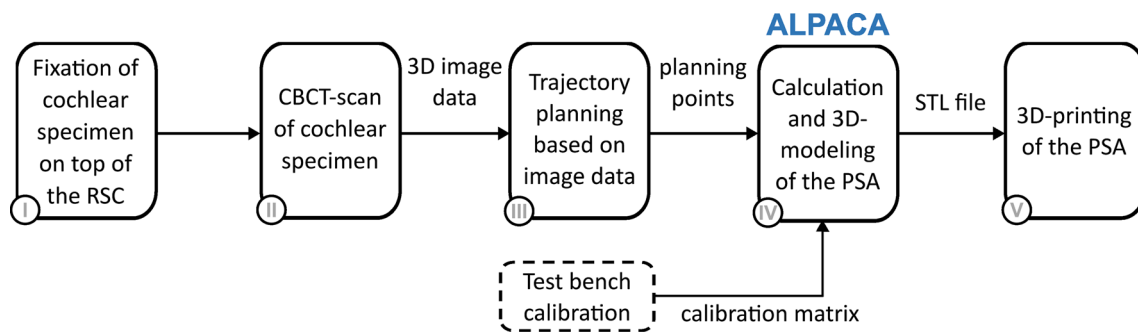 ALPACA
Fixation of
cochlear
specimen
on top of
the RSC
I
CBCT-scan
of cochlear
specimen
II
3D image
data
Trajectory
planning
based on
image data
III
planning
points
Calculation
and 3D-
modeling
of the PSA
IV
STL file
3D-printing
of the PSA
V
Test bench
calibration
calibration matrix